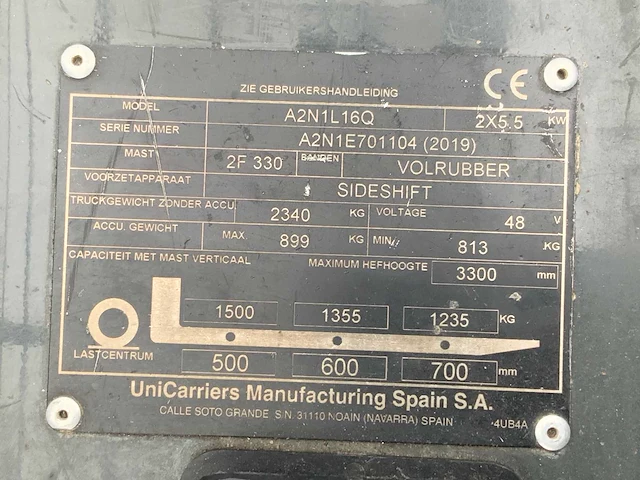 ZIE GEBRUIKERSHANDLEIDING
CE
MODEL A2N1L16Q 2X5.5 KW
SERIE NUMMER A2N1E701104 (2019)
MAST 2F 330 BANDEN VOLRUBBER
VOORZETAPPARAAT SIDESHIFT
TRUCKGEWICHT ZONDER ACCU. 2340 KG VOLTAGE 48 V
ACCU. GEWICHT MAX. 899 KG MIN. 813 KG
CAPACITEIT MET MAST VERTICAAL MAXIMUM HEFHOOGTE 3300 mm
1500 1355 1235 KG
LASTCENTRUM 500 600 700 mm
UniCarriers Manufacturing Spain S.A.
CALLE SOTO GRANDE S.N. 31110 NOAIN (NAVARRA) SPAIN 4UB4A